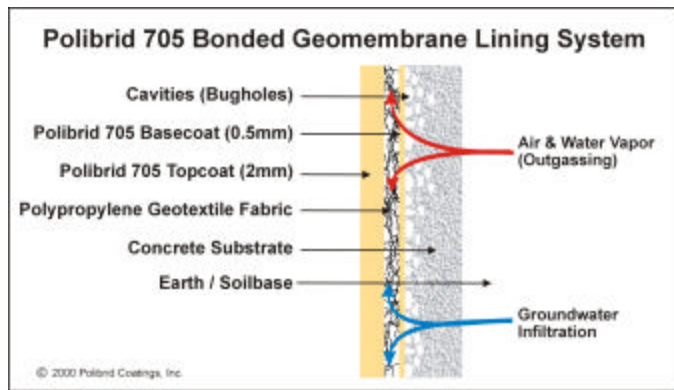 Polibrid 705 Bonded Geomembrane Lining System
Cavities (Bugholes)
Polibrid 705 Basecoat (0.5mm)
Polibrid 705 Topcoat (2mm)
Polypropylene Geotextile Fabric
Concrete Substrate
Earth / Soilbase
Air & Water Vapor
(Outgassing)
Groundwater
Infiltration
© 2000 Polibrid Coatings, Inc.